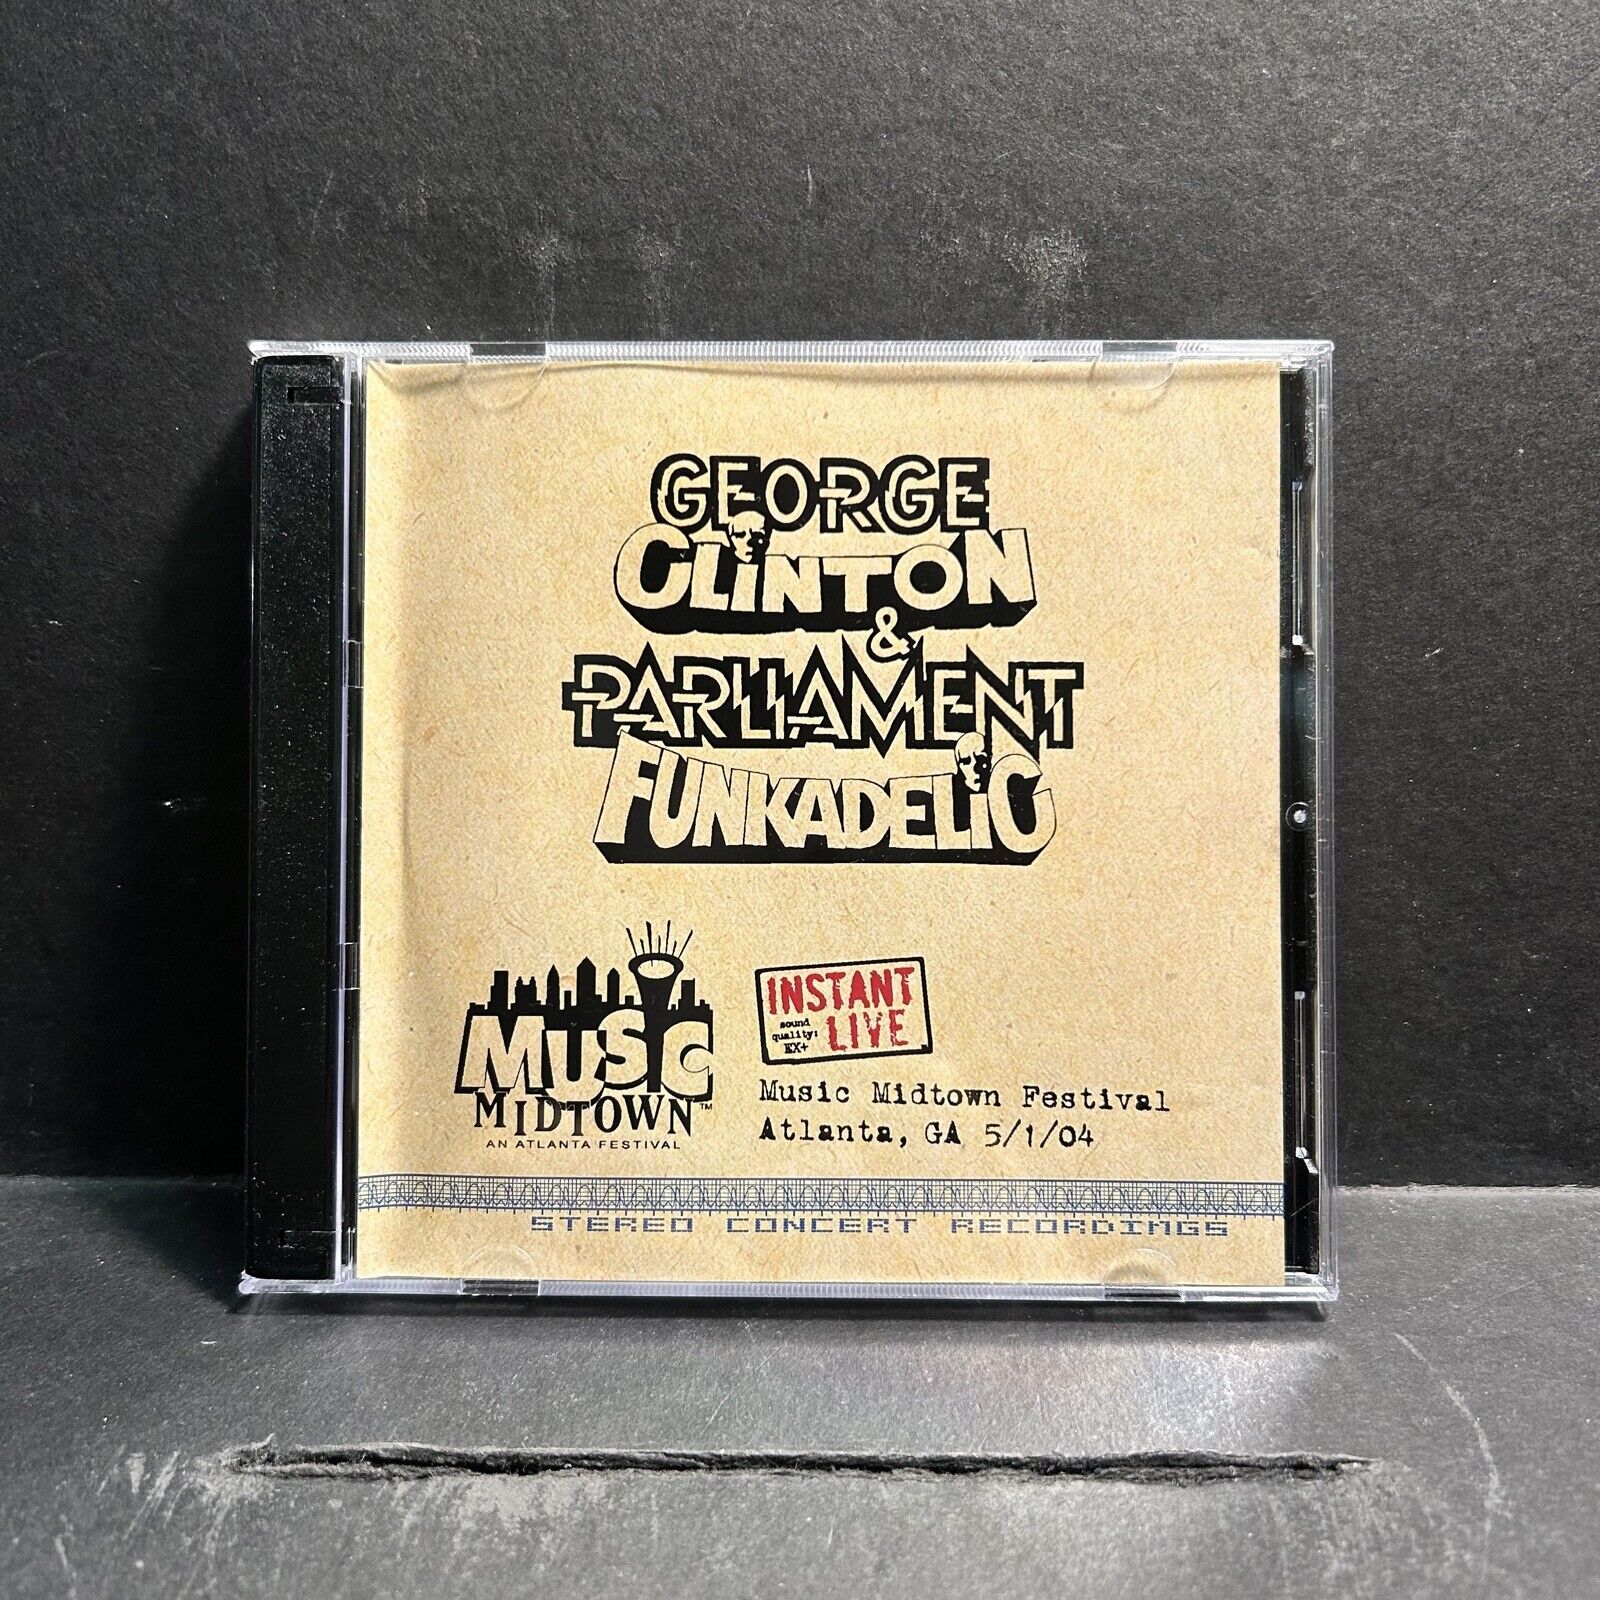 GEORGE
CLINTON
&
PARLIAMENT
FUNKADELIC
MUSIC
MIDTOWN™
AN ATLANTA FESTIVAL
INSTANT
LIVE
sound
quality:
EX+
Music Midtown Festival
Atlanta, GA 5/1/04
STEREO CONCERT RECORDINGS